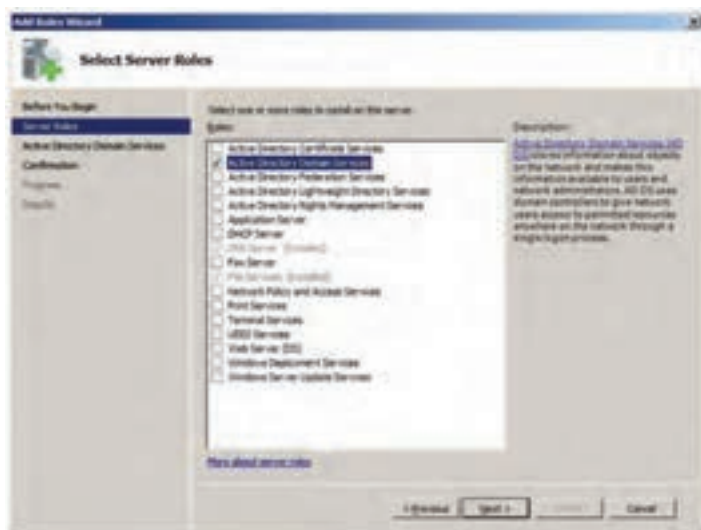 Add Roles Wizard
Select Server Roles
Before You Begin
Server Roles
Active Directory Domain Services
Confirmation
Progress
Results
Select one or more roles to install on this server.
Roles:
Active Directory Certificate Services
Active Directory Domain Services
Active Directory Federation Services
Active Directory Lightweight Directory Services
Active Directory Rights Management Services
Application Server
DHCP Server
DNS Server (Installed)
Fax Server
File Services (Installed)
Network Policy and Access Services
Print Services
Terminal Services
UDDI Services
Web Server (IIS)
Windows Deployment Services
Windows Server Update Services
More about server roles
Description:
Active Directory Domain Services (AD
DS) stores information about objects
on the network and makes this
information available to users and
network administrators. AD DS uses
domain controllers to give network
users access to permitted resources
anywhere on the network through a
single logon process.
< Previous
Next >
Install
Cancel